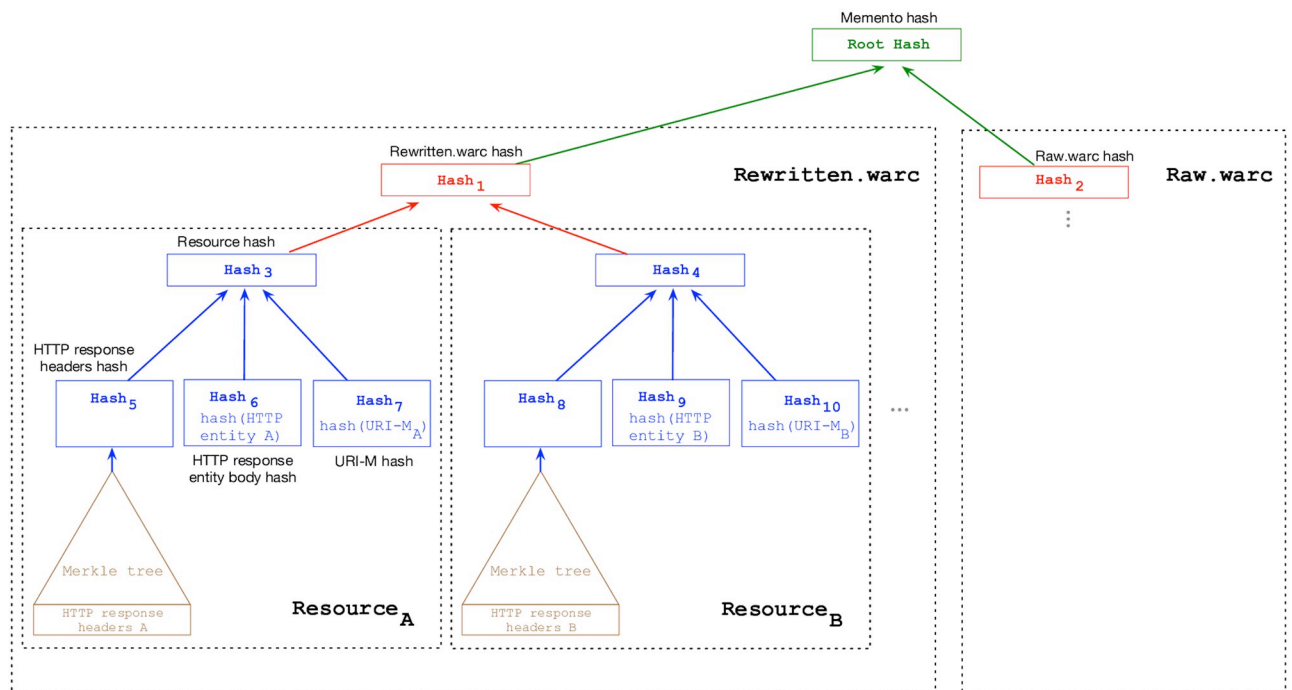 Memento hash
Root Hash
Rewritten.warc hash
Hash1
Rewritten.warc
Raw.warc hash
Hash2
Raw.warc
⋮
Resource hash
Hash3
Hash4
HTTP response
headers hash
Hash5
Hash6
hash(HTTP
entity A)
Hash7
hash(URI-MA)
HTTP response
entity body hash
URI-M hash
Hash8
Hash9
hash(HTTP
entity B)
Hash10
hash(URI-MB)
...
Merkle tree
HTTP response
headers A
ResourceA
Merkle tree
HTTP response
headers B
ResourceB